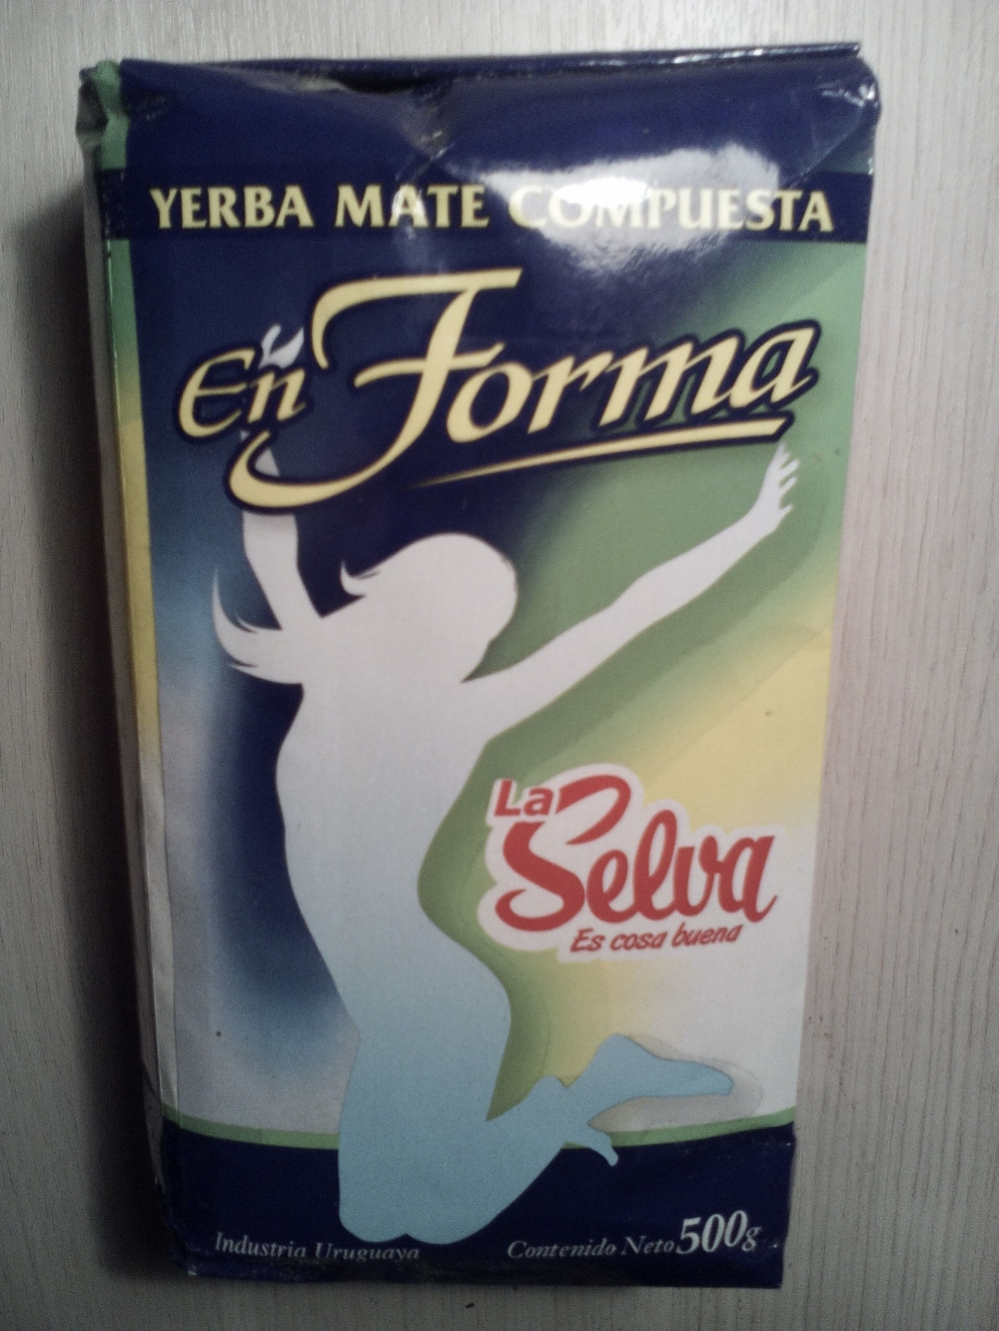 YERBA MATE COMPUESTA
En Forma
La
Selva
Es cosa buena
Industria Uruguaya
Contenido Neto 500g